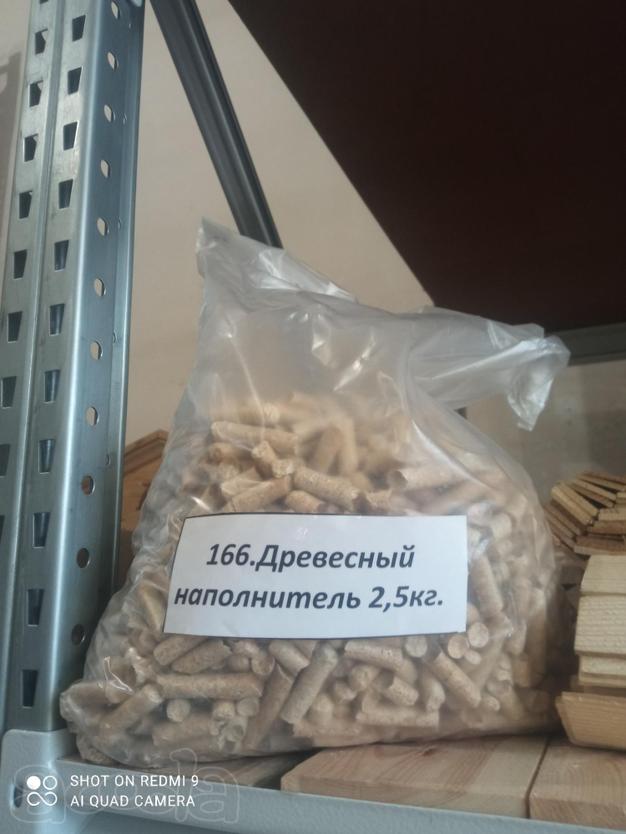 166.Древесный
наполнитель 2,5кг.
SHOT ON REDMI 9
AI QUAD CAMERA